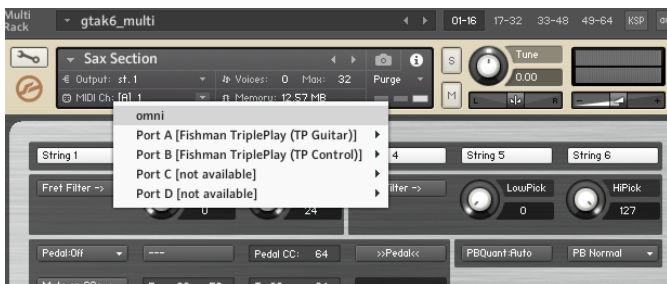 Multi
Rack
gtak6_multi
01-16 17-32 33-48 49-64 KSP
Sax Section
Output: st.1
Voices: 0 Max: 32 Purge
MIDI Ch: [A] 1
Memory: 12.57 MB
S
M
Tune
0.00
L R
- +
omni
Port A [Fishman TriplePlay (TP Guitar)]
Port B [Fishman TriplePlay (TP Control)]
Port C [not available]
Port D [not available]
String 1 4 String 5 String 6
Fret Filter -> ilter -> LowPick HiPick
0 24 0 127
Pedal:Off --- Pedal CC: 64 >>Pedal<< PBQuant:Auto PB Normal